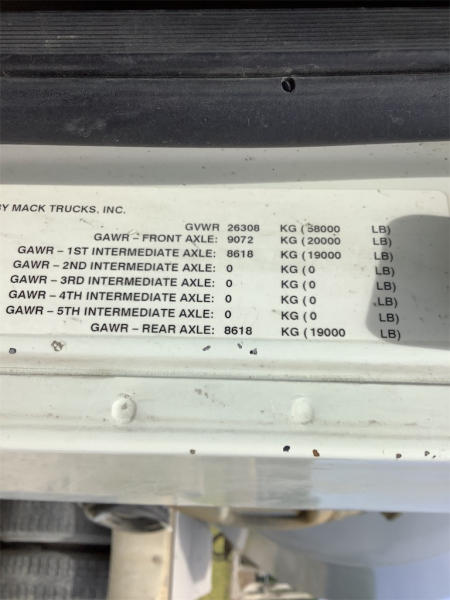 BY MACK TRUCKS, INC.
GVWR 26308 KG ( 58000 LB)
GAWR – FRONT AXLE: 9072 KG ( 20000 LB)
GAWR – 1ST INTERMEDIATE AXLE: 8618 KG ( 19000 LB)
GAWR – 2ND INTERMEDIATE AXLE: 0 KG ( 0 LB)
GAWR – 3RD INTERMEDIATE AXLE: 0 KG ( 0 LB)
GAWR – 4TH INTERMEDIATE AXLE: 0 KG ( 0 LB)
GAWR – 5TH INTERMEDIATE AXLE: 0 KG ( 0 LB)
GAWR – REAR AXLE: 8618 KG ( 19000 LB)